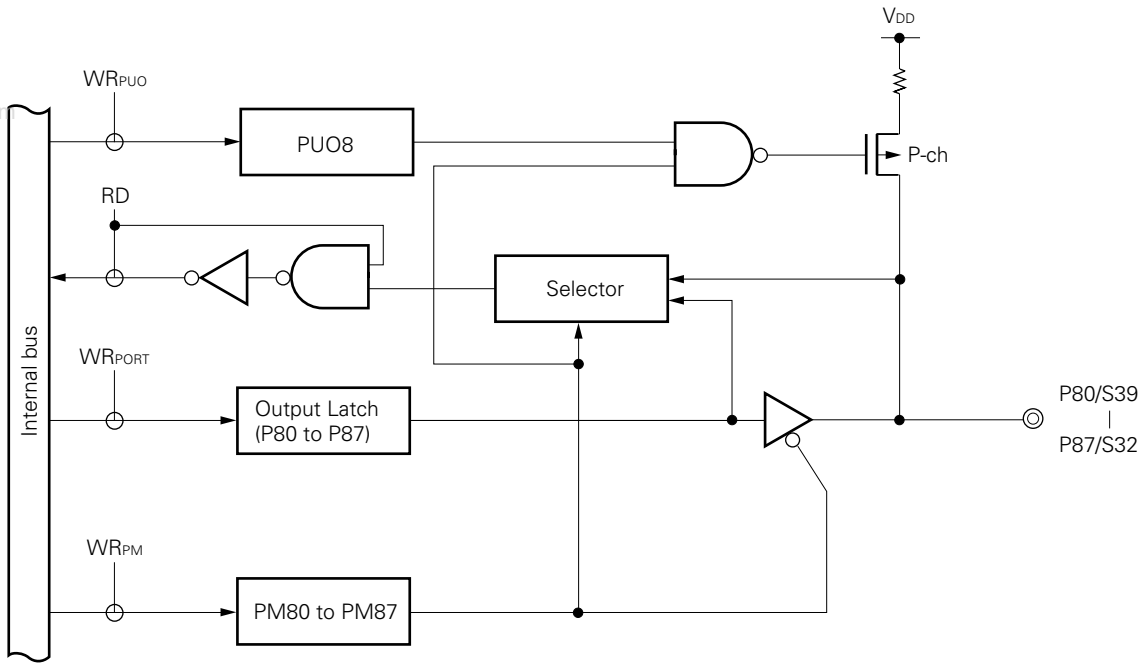 VDD
WRPUO
m
PUO8
P-ch
RD
Selector
Internal bus
WRPORT
Output Latch
(P80 to P87)
P80/S39
P87/S32
WRPM
PM80 to PM87